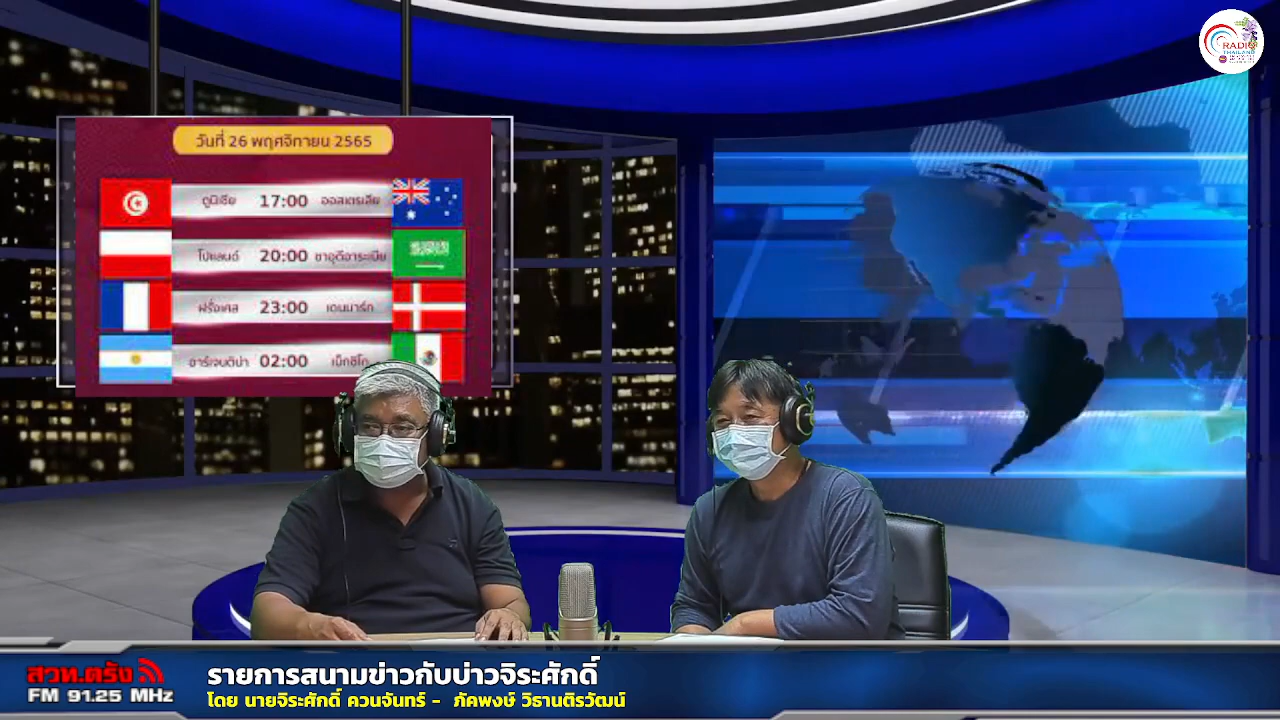 RADIO
THAILAND
วันที่ 26 พฤศจิกายน 2565
ตูนิเซีย 17:00 ออสเตรเลีย
โปแลนด์ 20:00 ซาอุดีอาระเบีย
ฝรั่งเศส 23:00 เดนมาร์ก
อาร์เจนตินา 02:00 เม็กซิโก
สวท.ตรัง
FM 91.25 MHz
รายการสนามข่าวกับบ่าวจิระศักดิ์
โดย นายจิระศักดิ์ ควนจันทร์ - ภัคพงษ์ วิธานติรวัฒน์